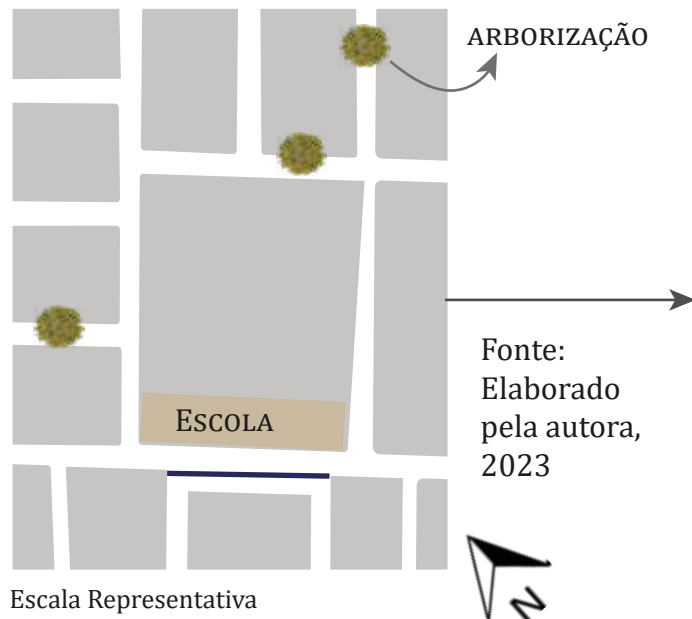 ARBORIZAÇÃO
ESCOLA
Fonte:
Elaborado
pela autora,
2023
Escala Representativa
N